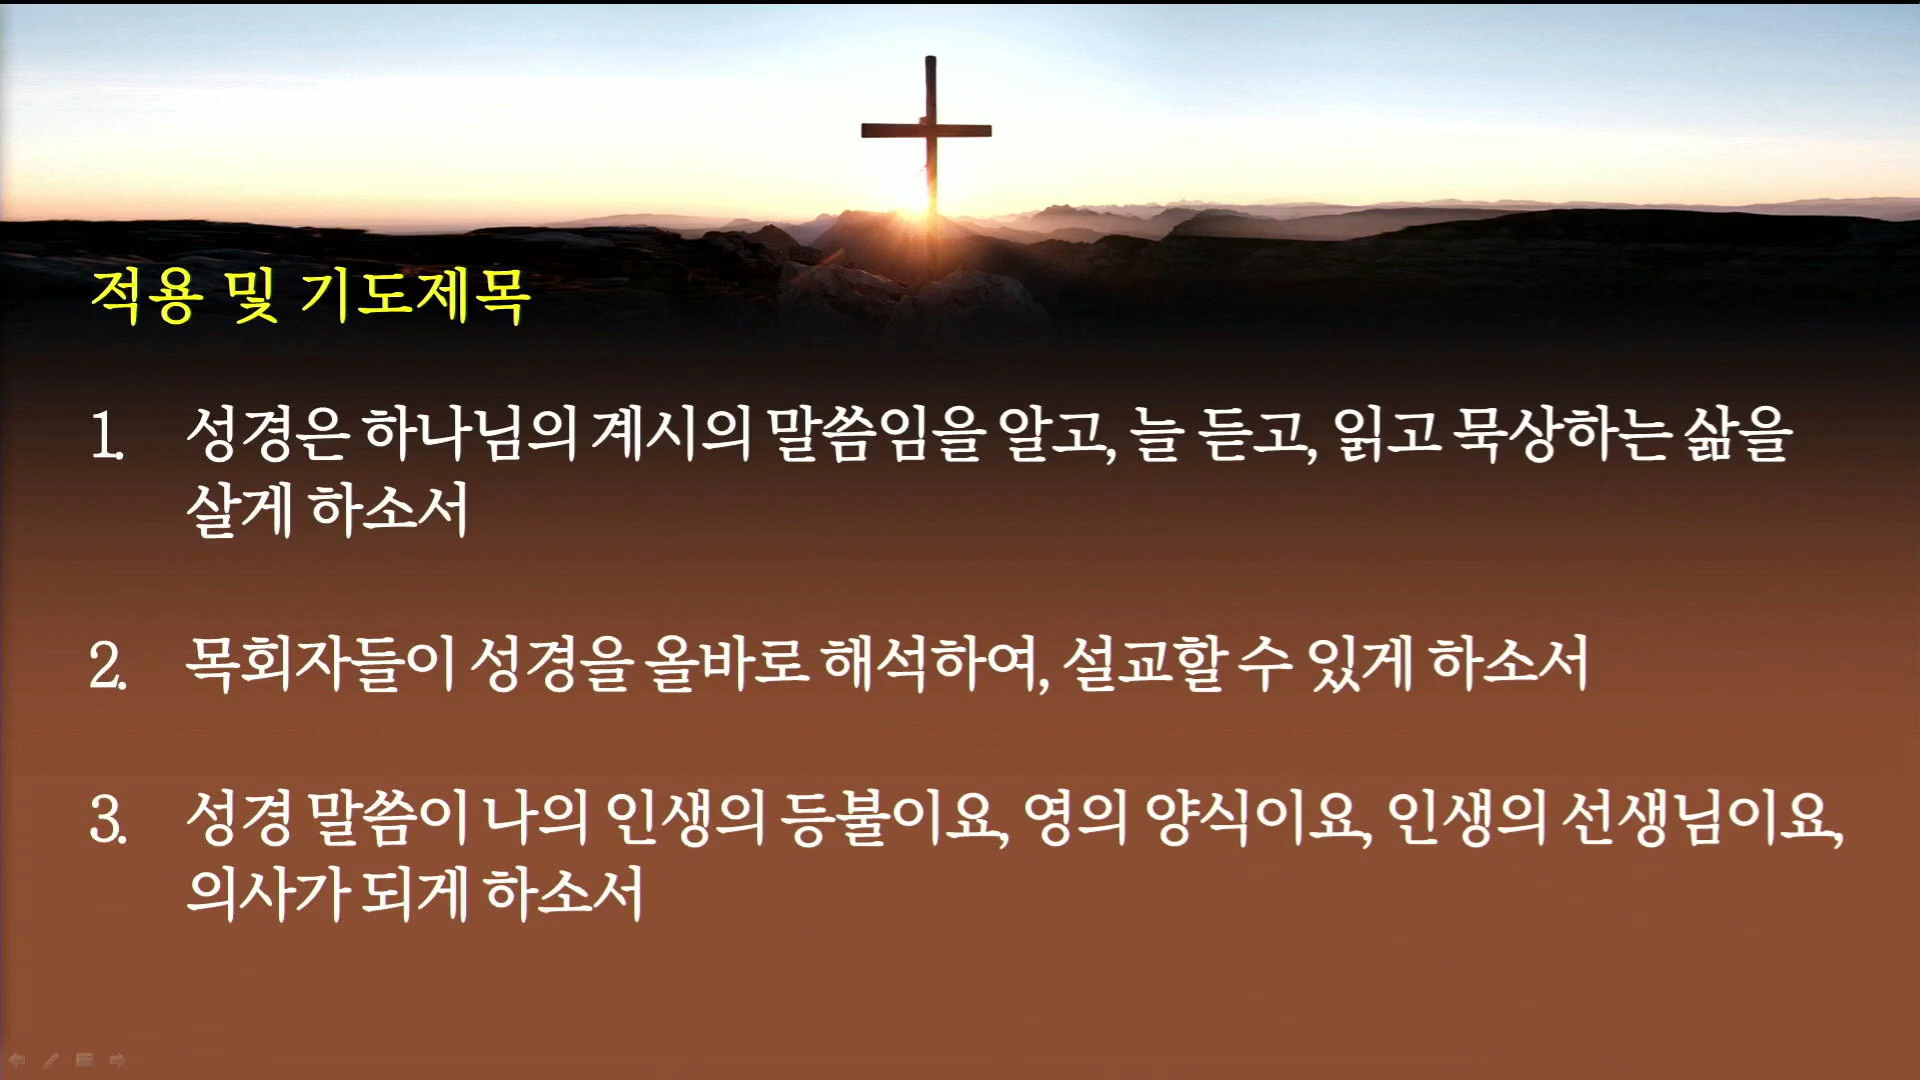 적용 및 기도제목
1. 성경은 하나님의 계시의 말씀임을 알고, 늘 듣고, 읽고 묵상하는 삶을
살게 하소서
2. 목회자들이 성경을 올바로 해석하여, 설교할 수 있게 하소서
3. 성경 말씀이 나의 인생의 등불이요, 영의 양식이요, 인생의 선생님이요,
의사가 되게 하소서